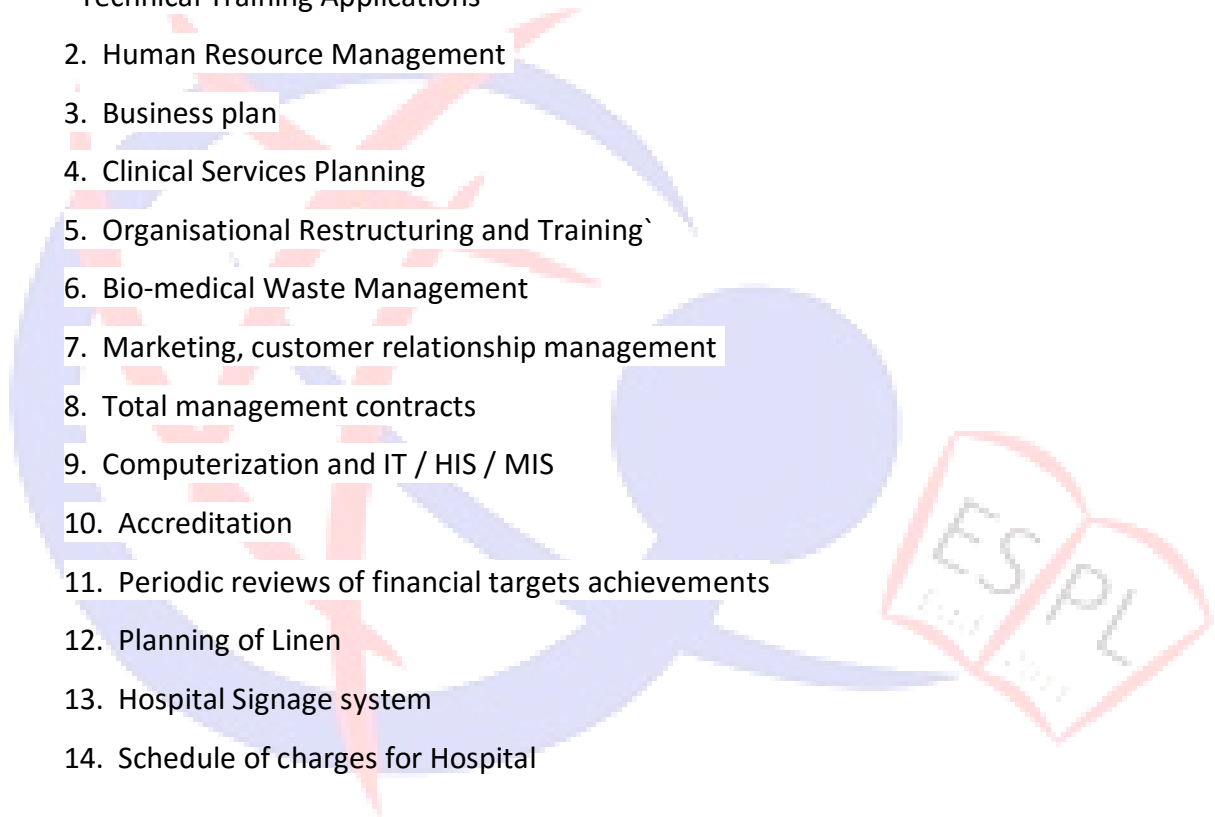 Technical Training Applications
2. Human Resource Management
3. Business plan
4. Clinical Services Planning
5. Organisational Restructuring and Training`
6. Bio-medical Waste Management
7. Marketing, customer relationship management
8. Total management contracts
9. Computerization and IT / HIS / MIS
10. Accreditation
11. Periodic reviews of financial targets achievements
12. Planning of Linen
13. Hospital Signage system
14. Schedule of charges for Hospital
ES PL